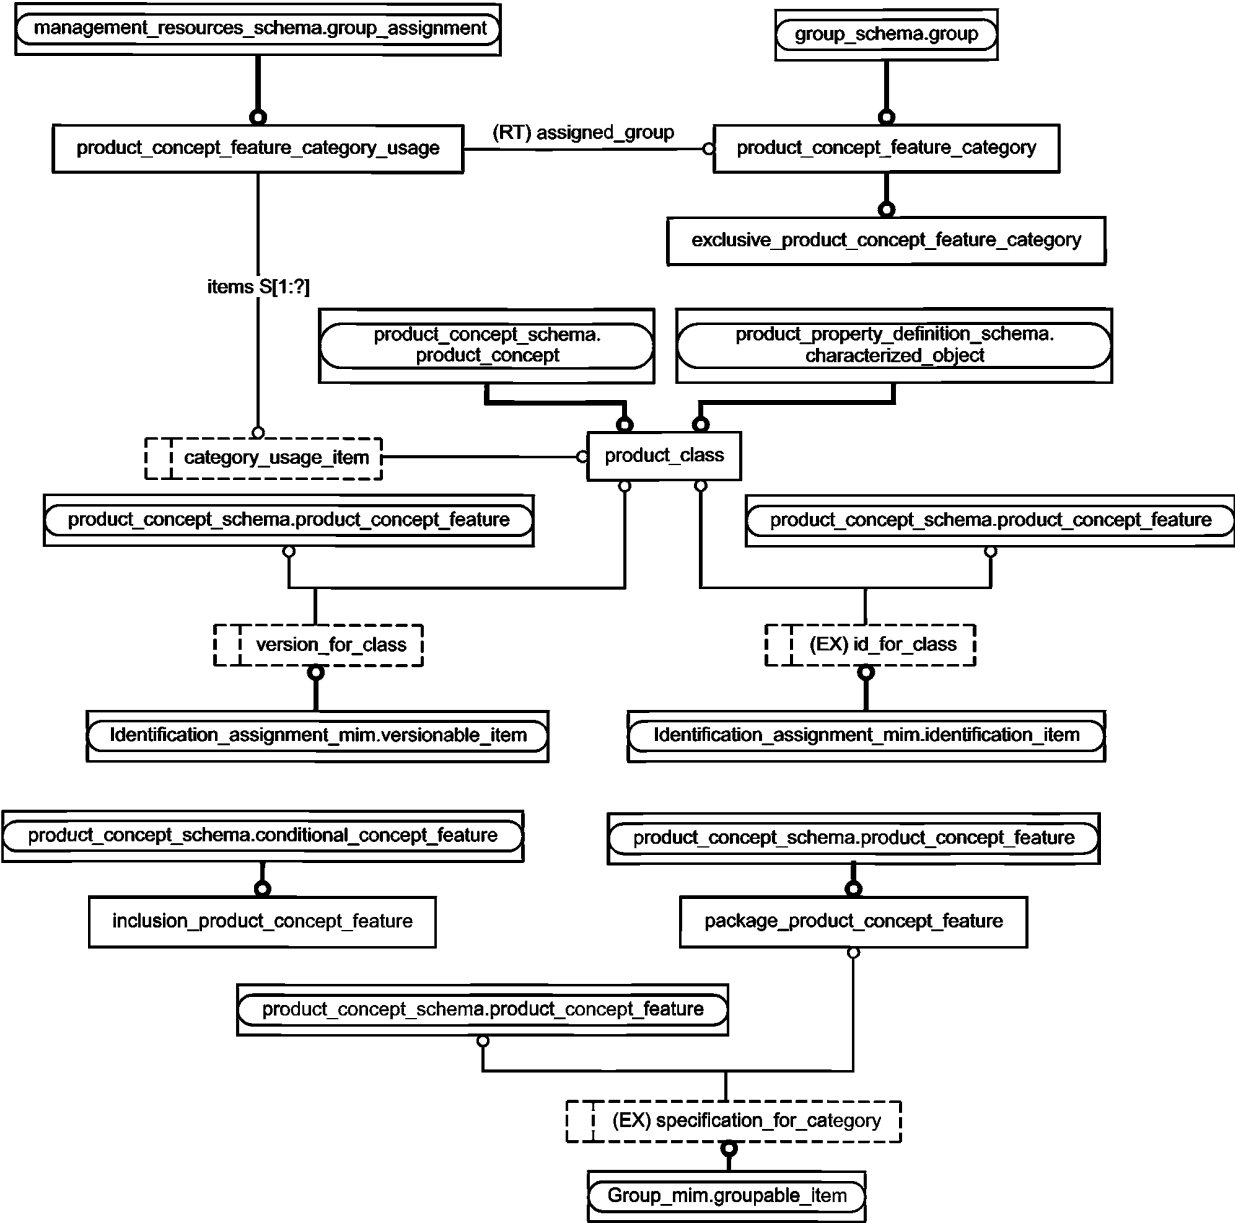 management_resources_schema.group_assignment
group_schema.group
product_concept_feature_category_usage
(RT) assigned_group
product_concept_feature_category
exclusive_product_concept_feature_category
items S[1:?]
product_concept_schema.
product_concept
product_property_definition_schema.
characterized_object
category_usage_item
product_class
product_concept_schema.product_concept_feature
product_concept_schema.product_concept_feature
version_for_class
(EX) id_for_class
Identification_assignment_mim.versionable_item
Identification_assignment_mim.identification_item
product_concept_schema.conditional_concept_feature
product_concept_schema.product_concept_feature
inclusion_product_concept_feature
package_product_concept_feature
product_concept_schema.product_concept_feature
(EX) specification_for_category
Group_mim.groupable_item